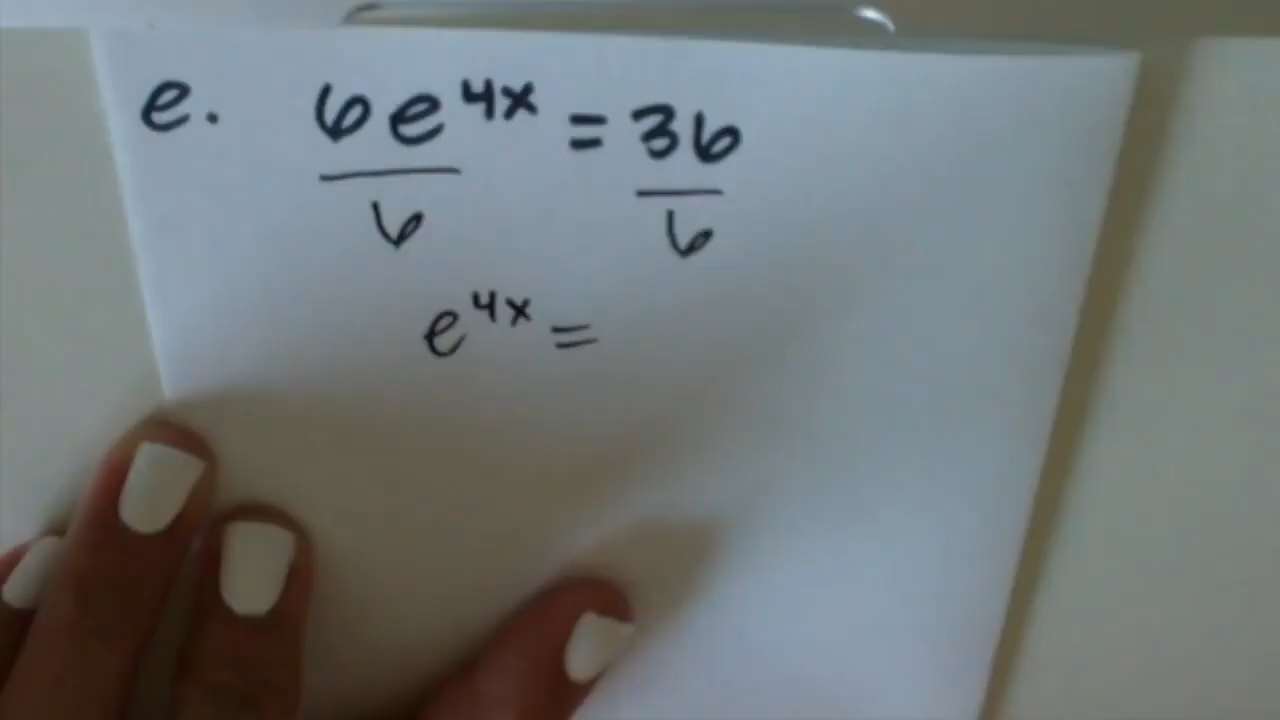 e. 6e^4x = 36
6 6
e^4x =